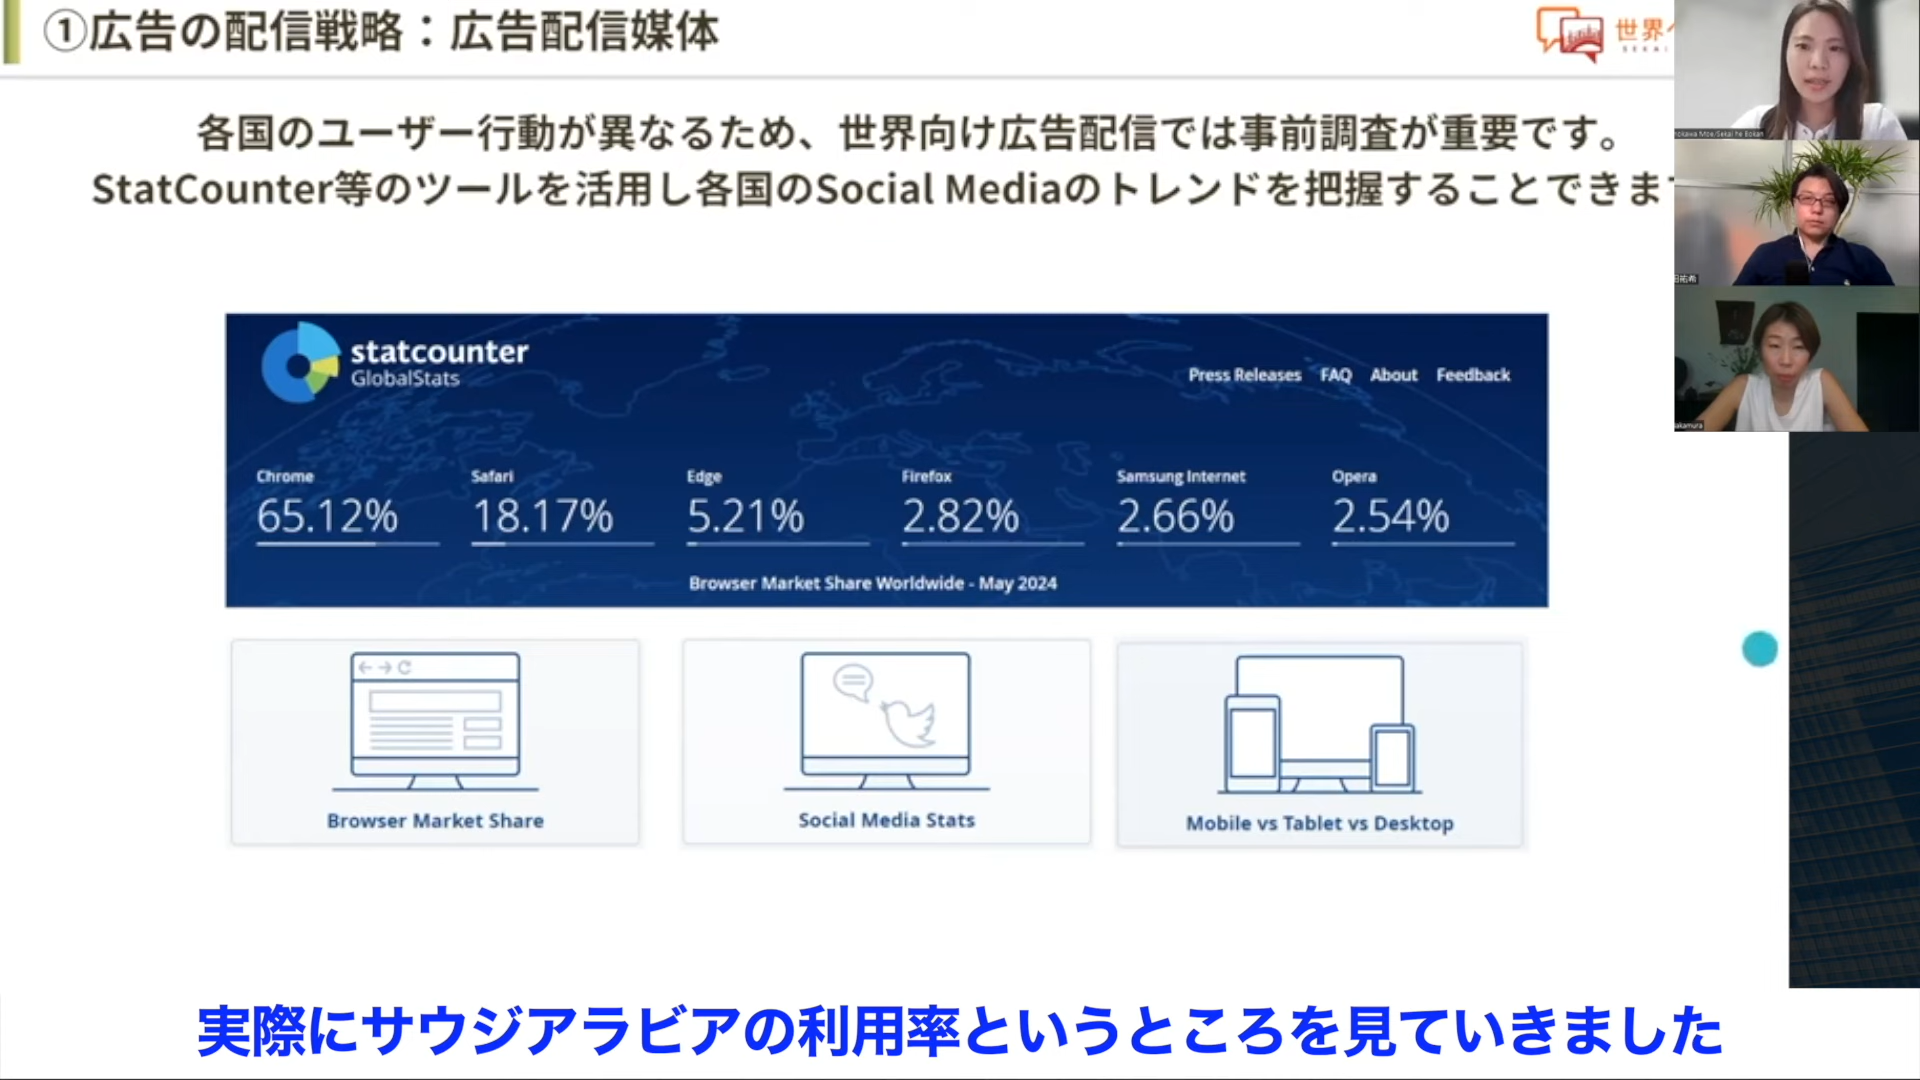 ①広告の配信戦略：広告配信媒体
世界へ
SEKAI
各国のユーザー行動が異なるため、世界向け広告配信では事前調査が重要です。
StatCounter等のツールを活用し各国のSocial Mediaのトレンドを把握することできま
statcounter
GlobalStats
Press Releases FAQ About Feedback
Chrome Safari Edge Firefox Samsung Internet Opera
65.12% 18.17% 5.21% 2.82% 2.66% 2.54%
Browser Market Share Worldwide - May 2024
Browser Market Share
Social Media Stats
Mobile vs Tablet vs Desktop
実際にサウジアラビアの利用率というところを見ていきました